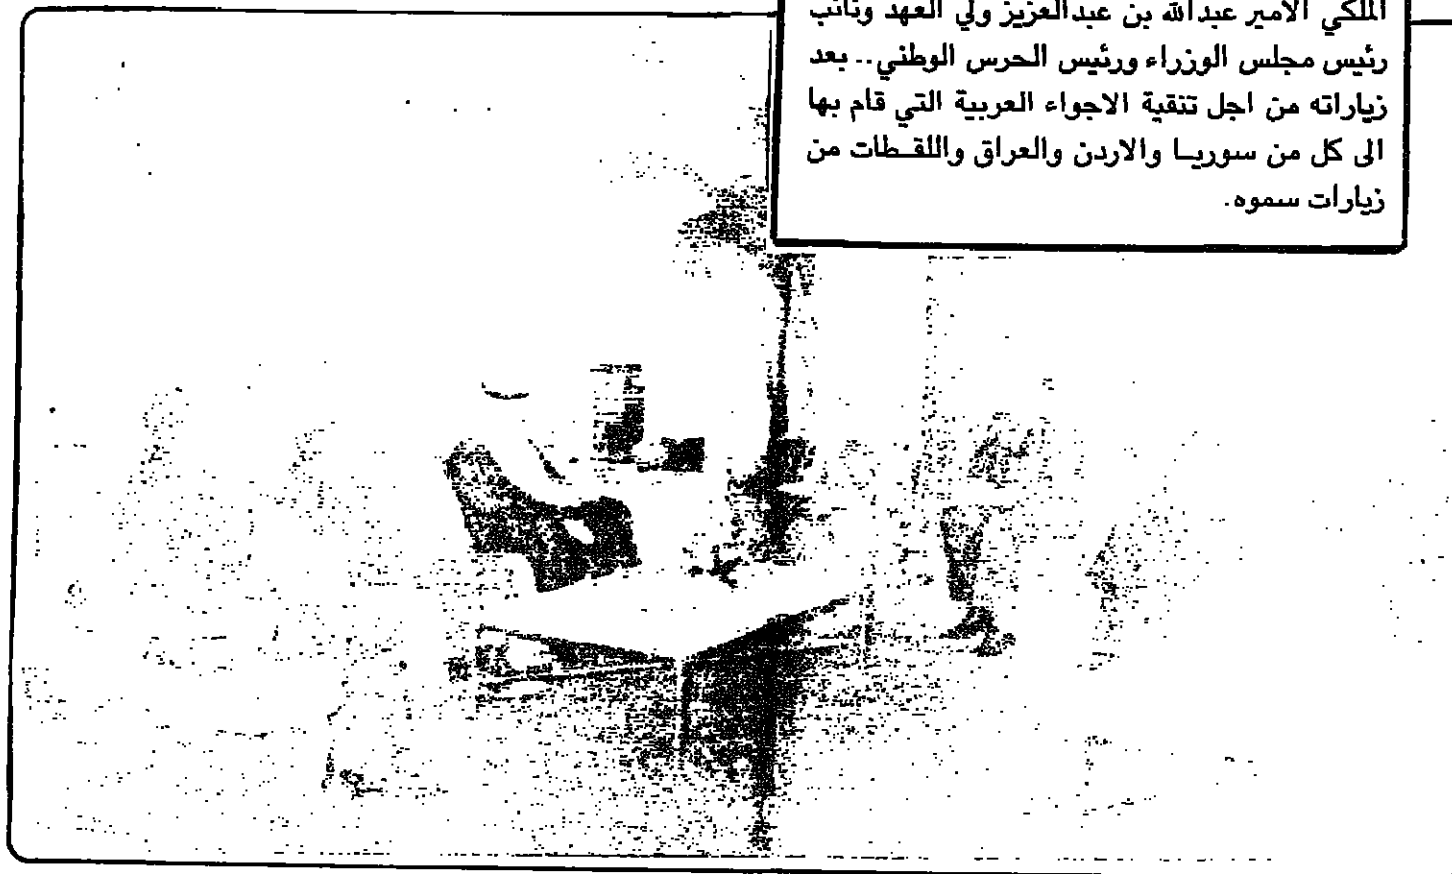 الملكي الامير عبدالله بن عبدالعزيز ولي العهد ونائب
رئيس مجلس الوزراء ورئيس الحرس الوطني.. بعد
زياراته من اجل تنقية الاجواء العربية التي قام بها
الى كل من سوريا والاردن والعراق واللقطات من
زيارات سموه.